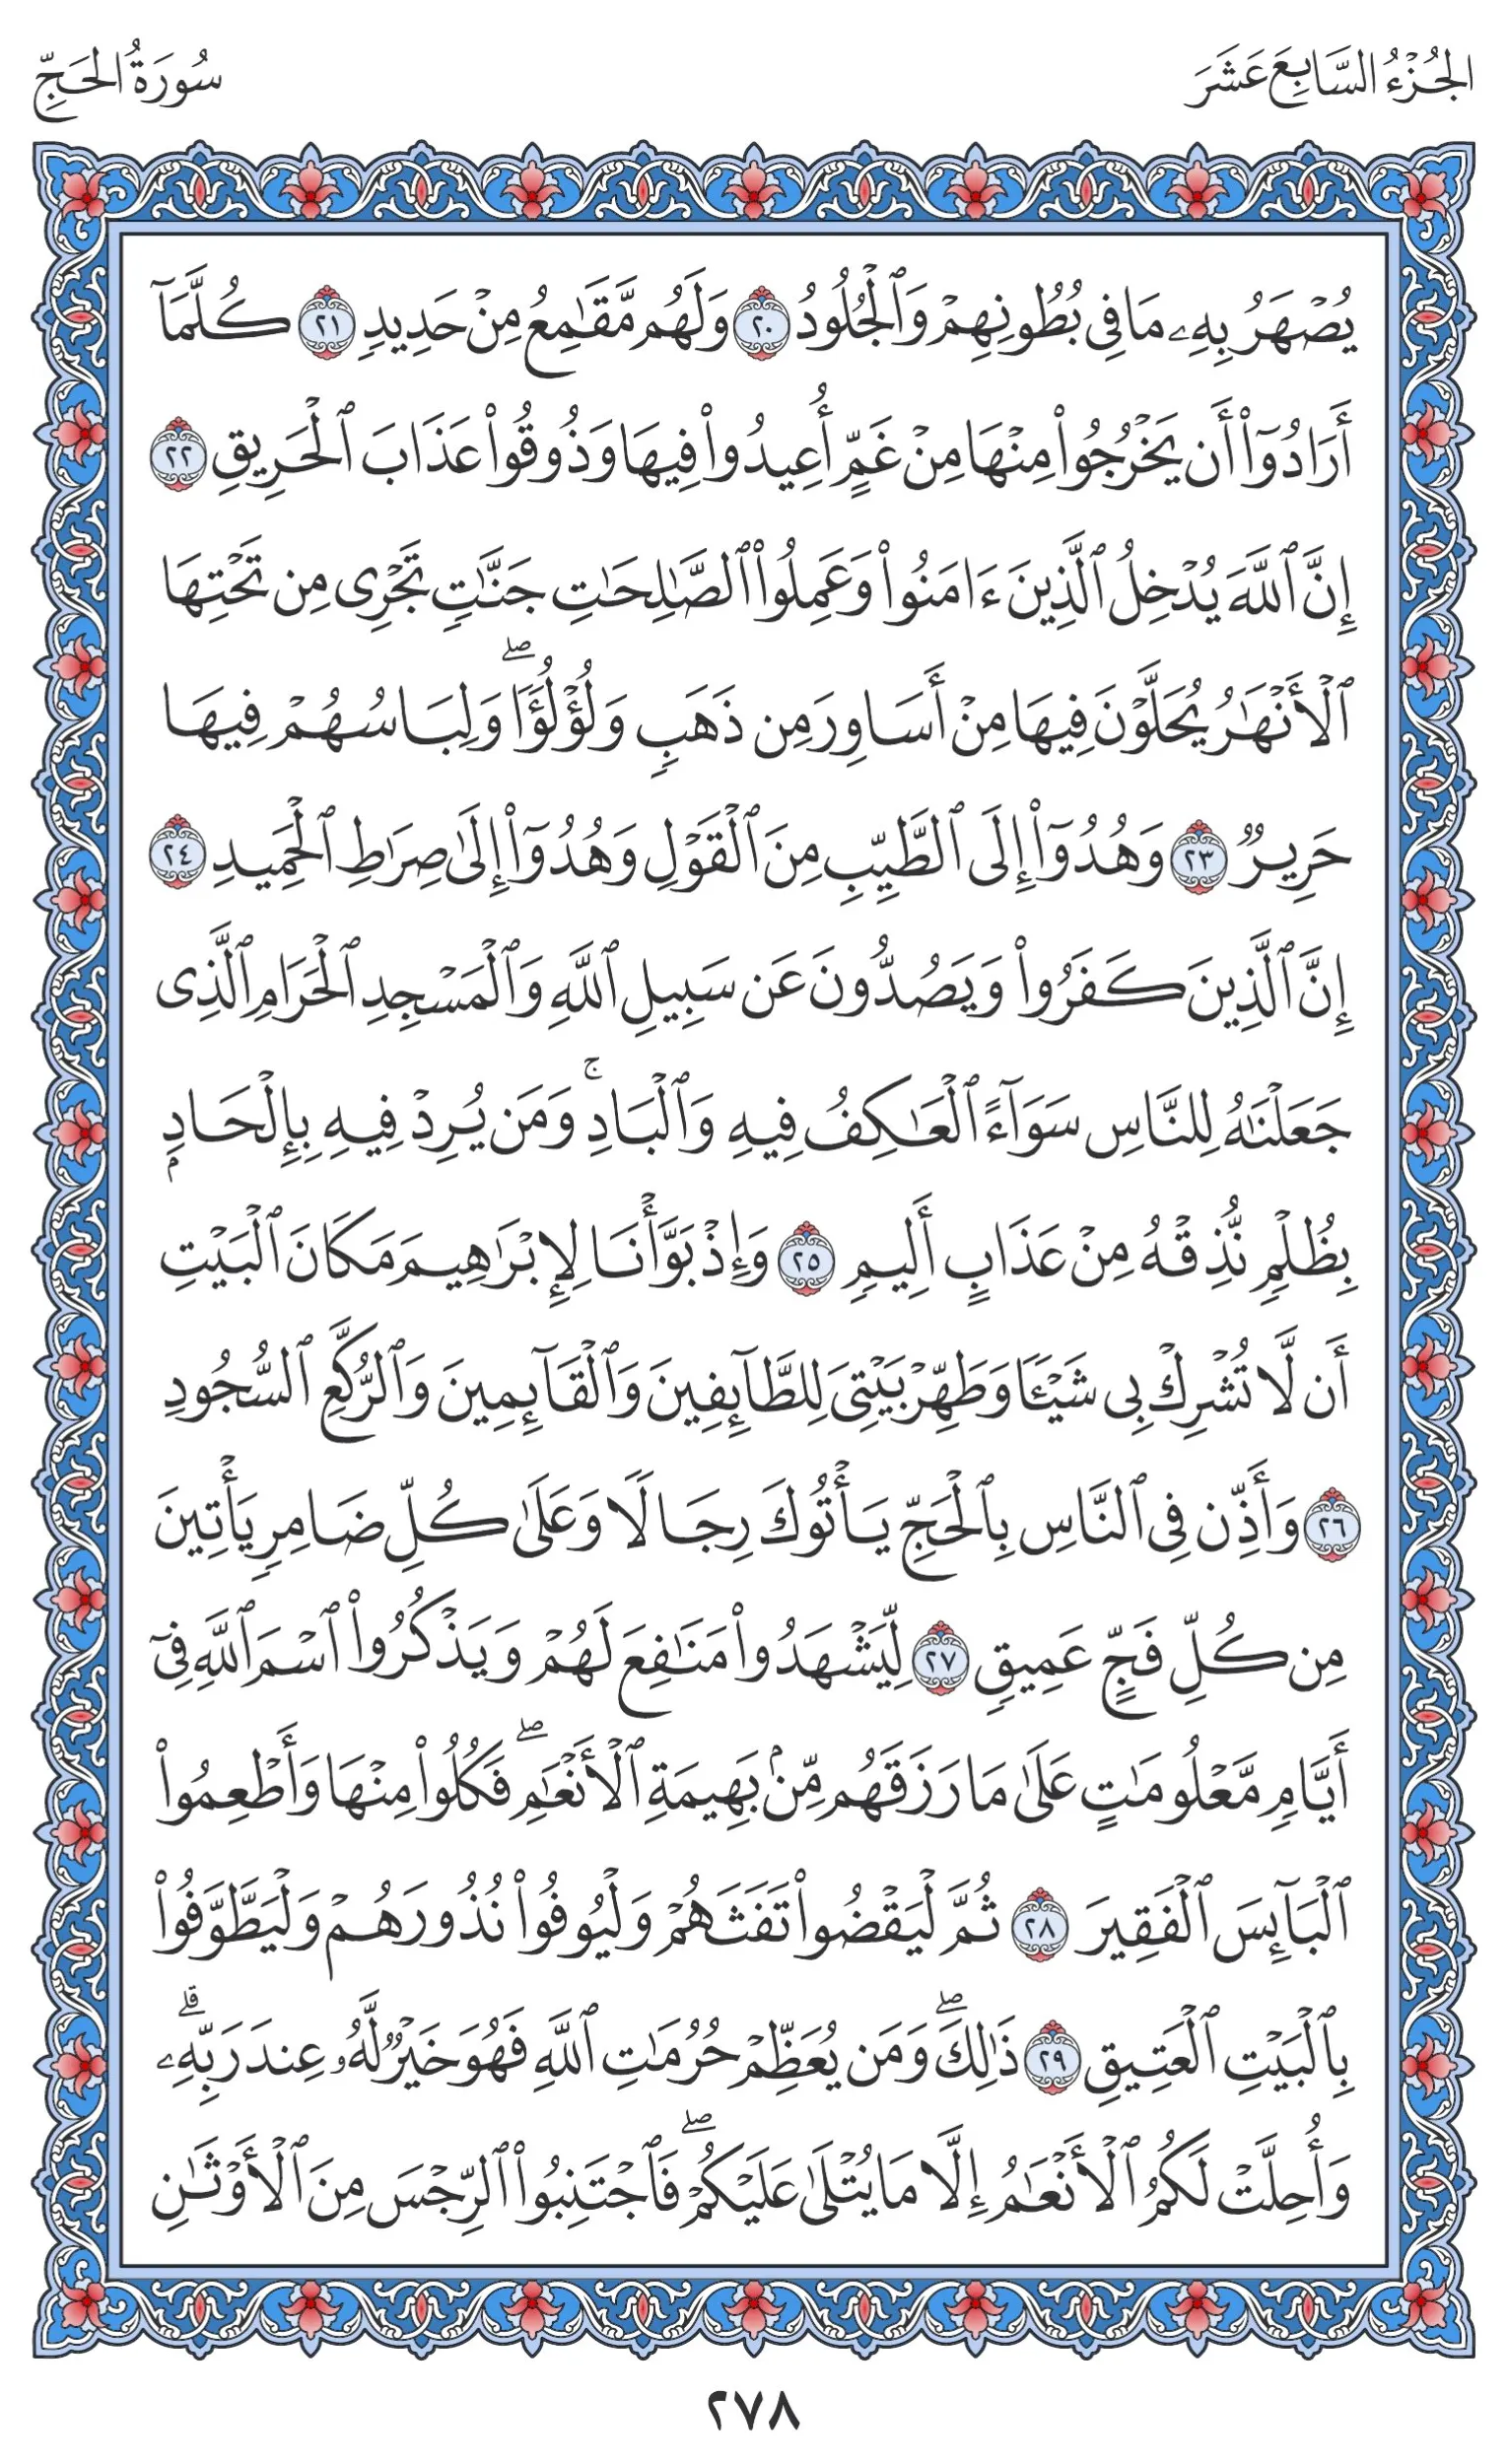 الجُزْءُ السَّابِعَ عَشَرَ
سُورَةُ الحَجِّ
يُصْهَرُ بِهِۦ مَا فِى بُطُونِهِمْ وَٱلْجُلُودُ ٢٠ وَلَهُم مَّقَـٰمِعُ مِنْ حَدِيدٍ ٢١ كُلَّمَآ
أَرَادُوٓا۟ أَن يَخْرُجُوا۟ مِنْهَا مِنْ غَمٍّ أُعِيدُوا۟ فِيهَا وَذُوقُوا۟ عَذَابَ ٱلْحَرِيقِ ٢٢
إِنَّ ٱللَّهَ يُدْخِلُ ٱلَّذِينَ ءَامَنُوا۟ وَعَمِلُوا۟ ٱلصَّـٰلِحَـٰتِ جَنَّـٰتٍ تَجْرِى مِن تَحْتِهَا
ٱلْأَنْهَـٰرُ يُحَلَّوْنَ فِيهَا مِنْ أَسَاوِرَ مِن ذَهَبٍ وَلُؤْلُؤًا ۖ وَلِبَاسُهُمْ فِيهَا
حَرِيرٌ ٢٣ وَهُدُوٓا۟ إِلَى ٱلطَّيِّبِ مِنَ ٱلْقَوْلِ وَهُدُوٓا۟ إِلَىٰ صِرَٰطِ ٱلْحَمِيدِ ٢٤
إِنَّ ٱلَّذِينَ كَفَرُوا۟ وَيَصُدُّونَ عَن سَبِيلِ ٱللَّهِ وَٱلْمَسْجِدِ ٱلْحَرَامِ ٱلَّذِى
جَعَلْنَـٰهُ لِلنَّاسِ سَوَآءً ٱلْعَـٰكِفُ فِيهِ وَٱلْبَادِ ۚ وَمَن يُرِدْ فِيهِ بِإِلْحَادٍۭ
بِظُلْمٍ نُّذِقْهُ مِنْ عَذَابٍ أَلِيمٍ ٢٥ وَإِذْ بَوَّأْنَا لِإِبْرَٰهِيمَ مَكَانَ ٱلْبَيْتِ
أَن لَّا تُشْرِكْ بِى شَيْـًٔا وَطَهِّرْ بَيْتِىَ لِلطَّآئِفِينَ وَٱلْقَآئِمِينَ وَٱلرُّكَّعِ ٱلسُّجُودِ
٢٦ وَأَذِّن فِى ٱلنَّاسِ بِٱلْحَجِّ يَأْتُوكَ رِجَالًا وَعَلَىٰ كُلِّ ضَامِرٍ يَأْتِينَ
مِن كُلِّ فَجٍّ عَمِيقٍ ٢٧ لِّيَشْهَدُوا۟ مَنَـٰفِعَ لَهُمْ وَيَذْكُرُوا۟ ٱسْمَ ٱللَّهِ فِىٓ
أَيَّامٍ مَّعْلُومَـٰتٍ عَلَىٰ مَا رَزَقَهُم مِّنۢ بَهِيمَةِ ٱلْأَنْعَـٰمِ ۖ فَكُلُوا۟ مِنْهَا وَأَطْعِمُوا۟
ٱلْبَآئِسَ ٱلْفَقِيرَ ٢٨ ثُمَّ لْيَقْضُوا۟ تَفَثَهُمْ وَلْيُوفُوا۟ نُذُورَهُمْ وَلْيَطَّوَّفُوا۟
بِٱلْبَيْتِ ٱلْعَتِيقِ ٢٩ ذَٰلِكَ ۖ وَمَن يُعَظِّمْ حُرُمَـٰتِ ٱللَّهِ فَهُوَ خَيْرٌ لَّهُۥ عِندَ رَبِّهِۦ ۗ
وَأُحِلَّتْ لَكُمُ ٱلْأَنْعَـٰمُ إِلَّا مَا يُتْلَىٰ عَلَيْكُمْ ۖ فَٱجْتَنِبُوا۟ ٱلرِّجْسَ مِنَ ٱلْأَوْثَـٰنِ
٢٧٨